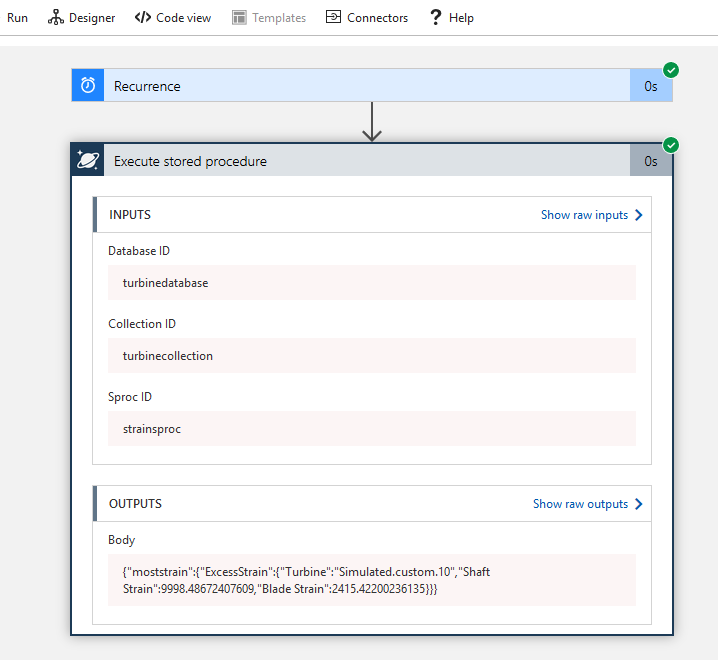 Run Designer Code view Templates Connectors Help
Recurrence 0s
Execute stored procedure 0s
INPUTS Show raw inputs
Database ID
turbinedatabase
Collection ID
turbinecollection
Sproc ID
strainsproc
OUTPUTS Show raw outputs
Body
{"moststrain":{"ExcessStrain":{"Turbine":"Simulated.custom.10","Shaft
Strain":9998.48672407609,"Blade Strain":2415.42200236135}}}